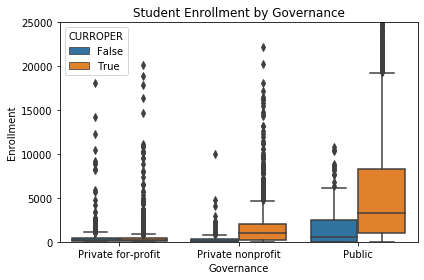 Student Enrollment by Governance
CURROPER
False
True
25000
20000
15000
10000
5000
0
Enrollment
Private for-profit
Private nonprofit
Public
Governance